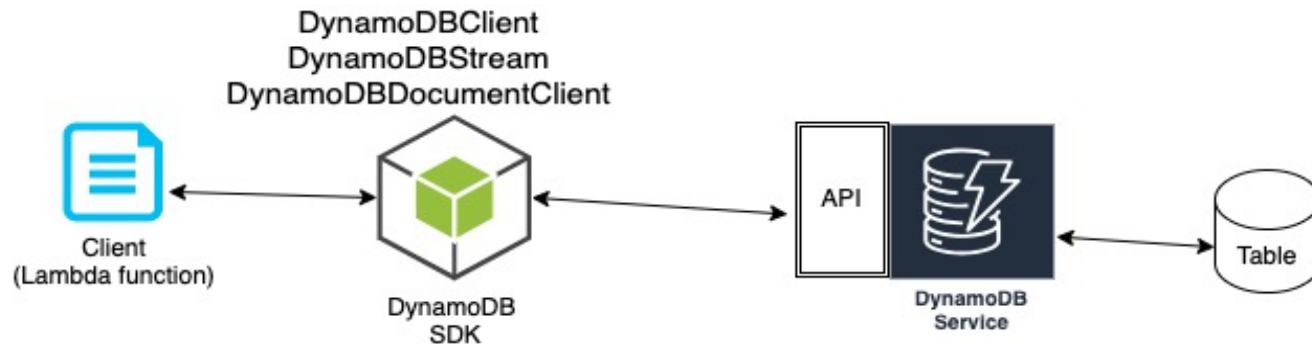 DynamoDBClient
DynamoDBStream
DynamoDBDocumentClient
Client
(Lambda function)
DynamoDB
SDK
API
DynamoDB
Service
Table